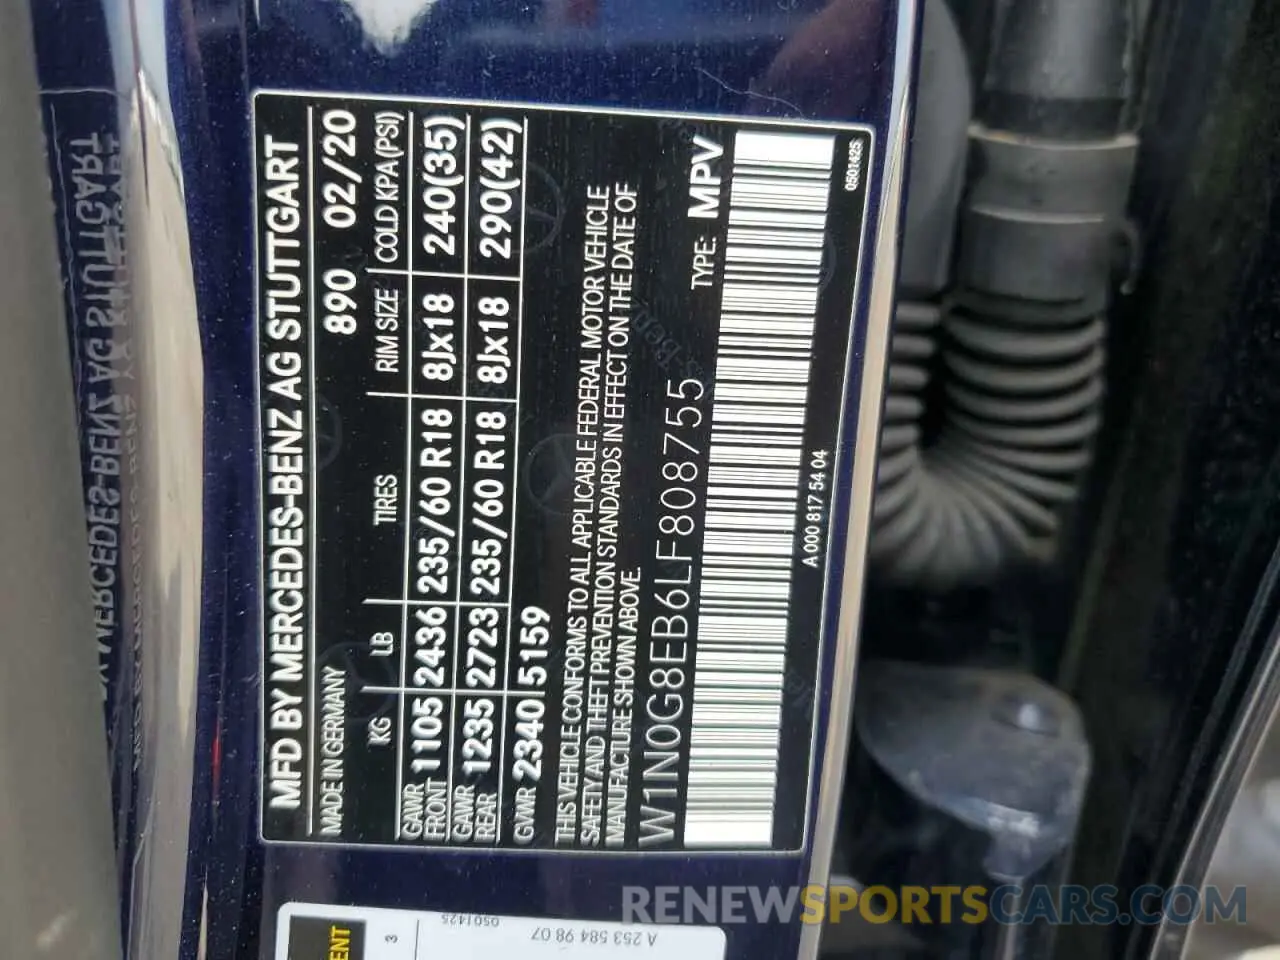 MFD BY MERCEDES-BENZ AG STUTTGART
MADE IN GERMANY 890 02/20
KG LB TIRES RIM SIZE COLD KPA (PSI)
GAWR FRONT 1105 2436 235/60 R18 8Jx18 240(35)
GAWR REAR 1235 2723 235/60 R18 8Jx18 290(42)
GVWR 2340 5159
THIS VEHICLE CONFORMS TO ALL APPLICABLE FEDERAL MOTOR VEHICLE
SAFETY AND THEFT PREVENTION STANDARDS IN EFFECT ON THE DATE OF
MANUFACTURE SHOWN ABOVE.
W1N0G8EB6LF808755 TYPE: MPV
A 000 817 54 04 0501425
3
0501425
A 253 584 98 07
RENEWSPORTSCARS.COM